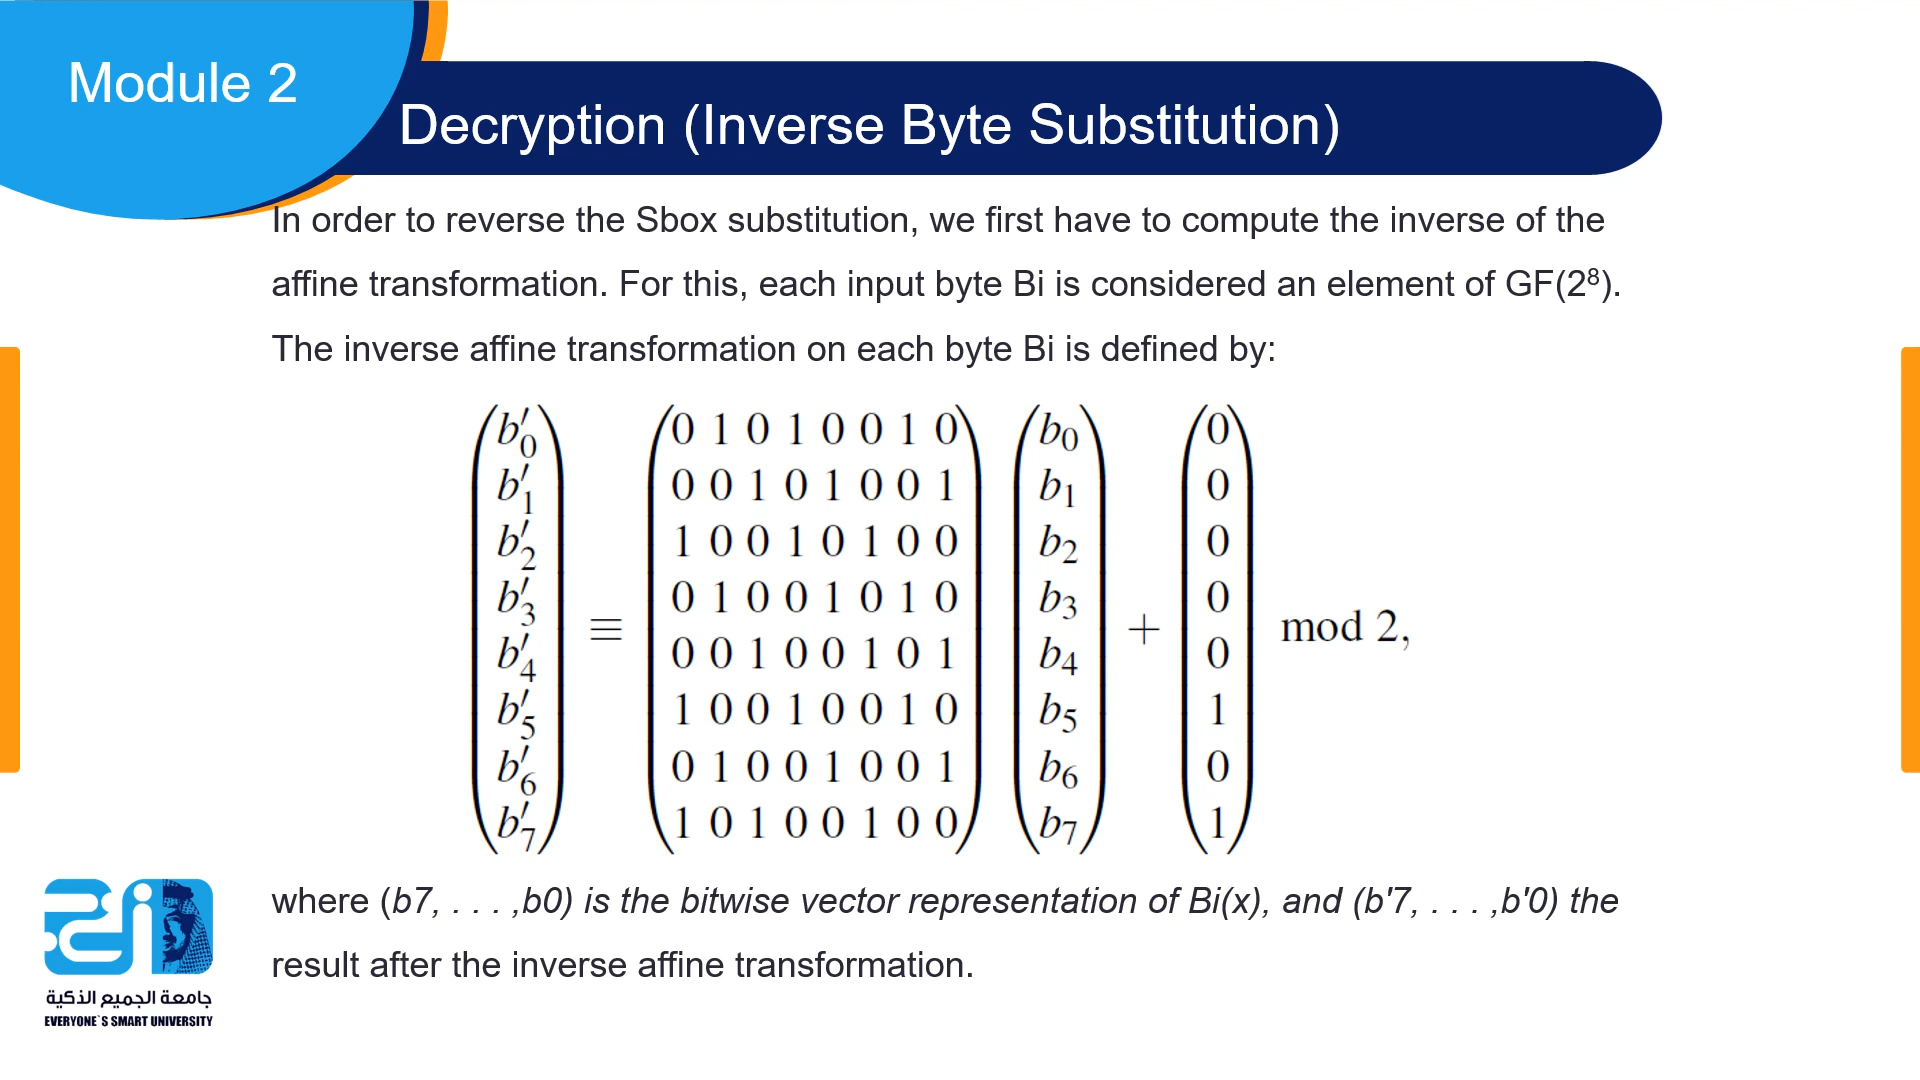 Module 2
Decryption (Inverse Byte Substitution)
In order to reverse the Sbox substitution, we first have to compute the inverse of the
affine transformation. For this, each input byte Bi is considered an element of GF(2⁸).
The inverse affine transformation on each byte Bi is defined by:
b′0 0 1 0 1 0 0 1 0 b0 0
b′1 0 0 1 0 1 0 0 1 b1 0
b′2 1 0 0 1 0 1 0 0 b2 0
b′3 0 1 0 0 1 0 1 0 b3 0
≡ + mod 2,
b′4 0 0 1 0 0 1 0 1 b4 0
b′5 1 0 0 1 0 0 1 0 b5 1
b′6 0 1 0 0 1 0 0 1 b6 0
b′7 1 0 1 0 0 1 0 0 b7 1
where (b7, . . . ,b0) is the bitwise vector representation of Bi(x), and (b'7, . . . ,b'0) the
result after the inverse affine transformation.
جامعة الجميع الذكية
EVERYONE`S SMART UNIVERSITY